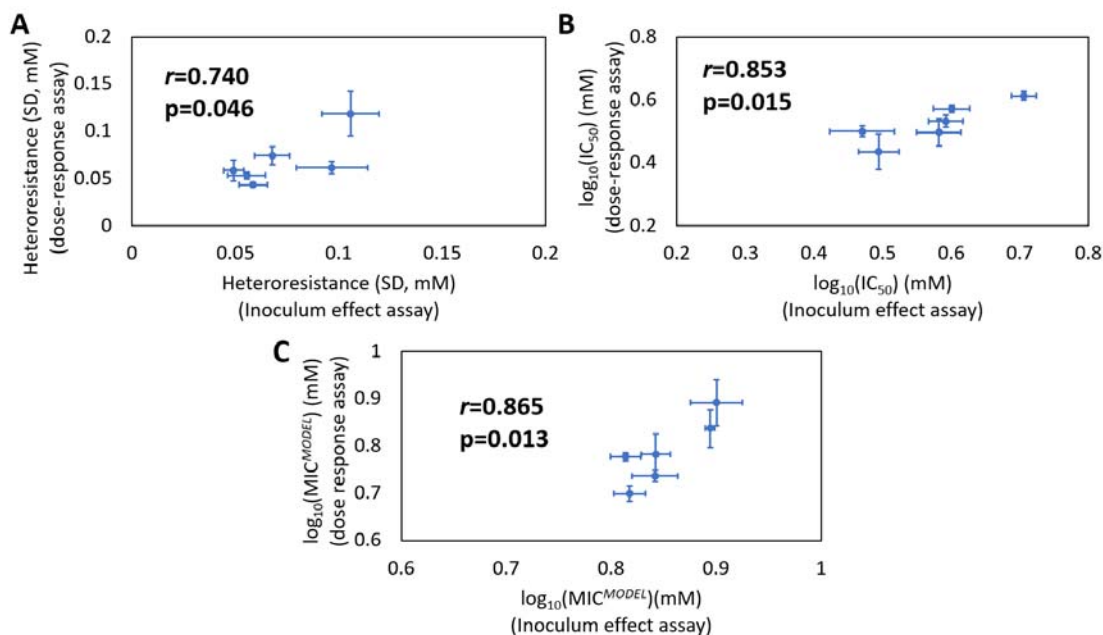 A
Heteroresistance (SD, mM)
(dose-response assay)
0.2
0.15
0.1
0.05
0
r=0.740
p=0.046
0
0.05
0.1
0.15
0.2
Heteroresistance (SD, mM)
(Inoculum effect assay)
B
log₁₀(IC₅₀) (mM)
(dose-response assay)
0.8
0.6
0.4
0.2
r=0.853
p=0.015
0.2
0.3
0.4
0.5
0.6
0.7
0.8
log₁₀(IC₅₀) (mM)
(Inoculum effect assay)
C
log₁₀(MICᴹᴼᴰᴱᴸ) (mM)
(dose response assay)
1
0.9
0.8
0.7
0.6
r=0.865
p=0.013
0.6
0.7
0.8
0.9
1
log₁₀(MICᴹᴼᴰᴱᴸ)(mM)
(Inoculum effect assay)